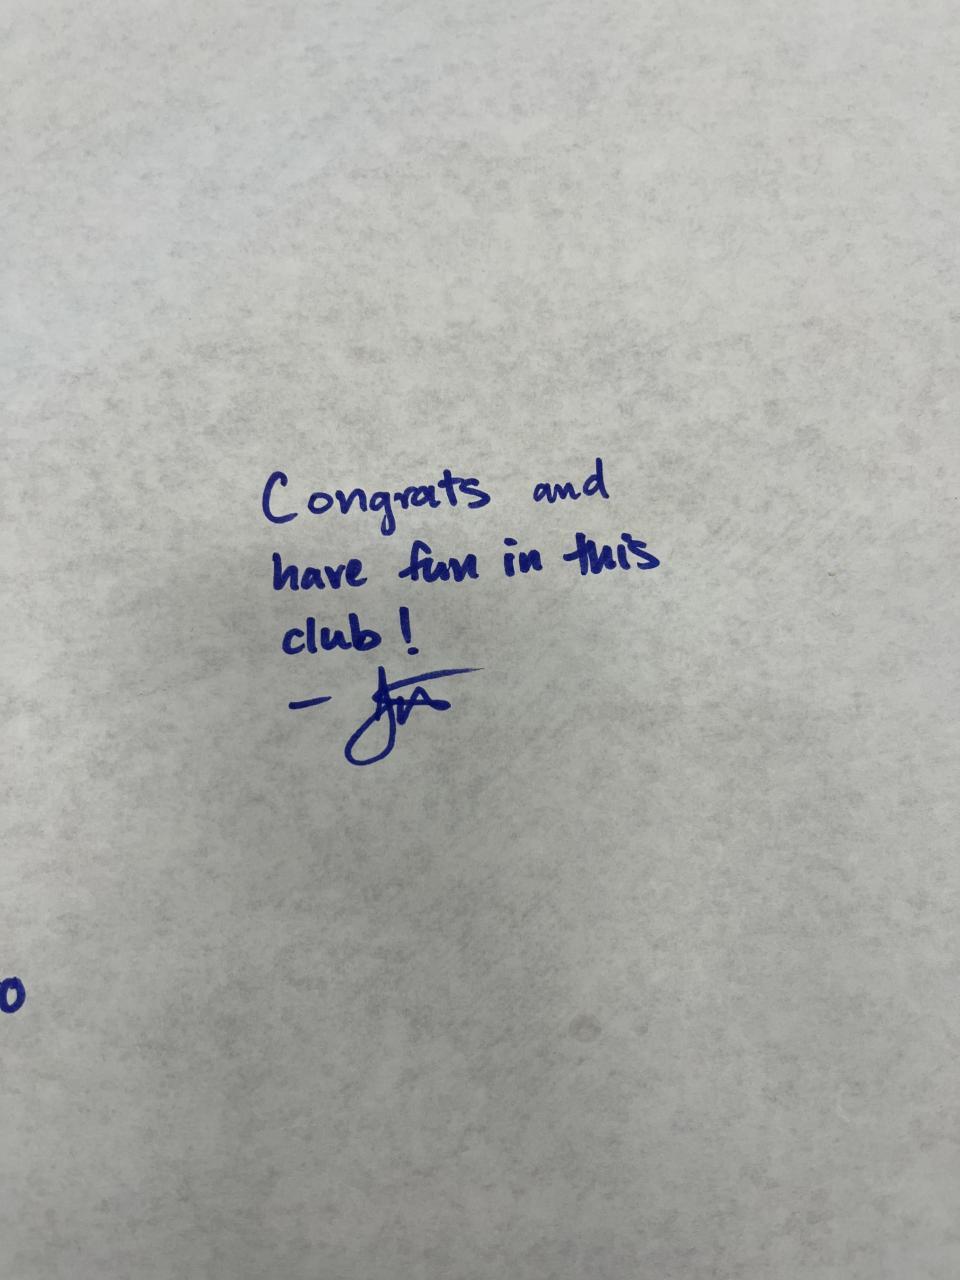 Congrats and
have fun in this
club!
-
o